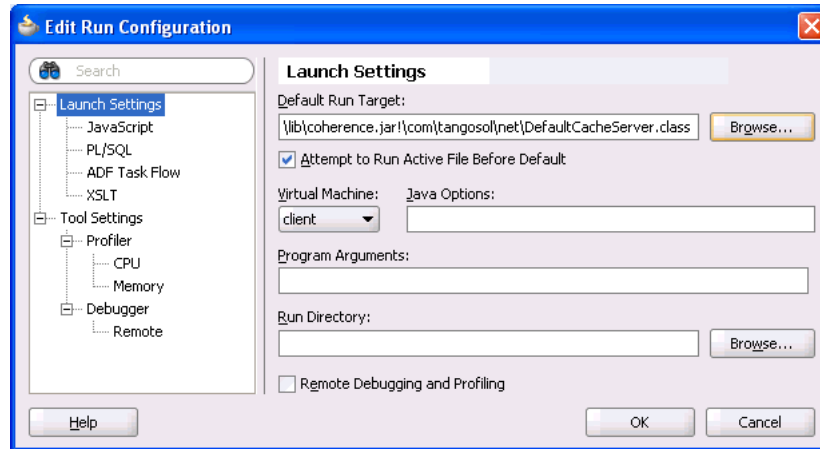 Edit Run Configuration
Search
Launch Settings
JavaScript
PL/SQL
ADF Task Flow
XSLT
Tool Settings
Profiler
CPU
Memory
Debugger
Remote
Launch Settings
Default Run Target:
\lib\coherence.jar!\com\tangosol\net\DefaultCacheServer.class
Browse...
Attempt to Run Active File Before Default
Virtual Machine: Java Options:
client
Program Arguments:
Run Directory:
Browse...
Remote Debugging and Profiling
Help OK Cancel